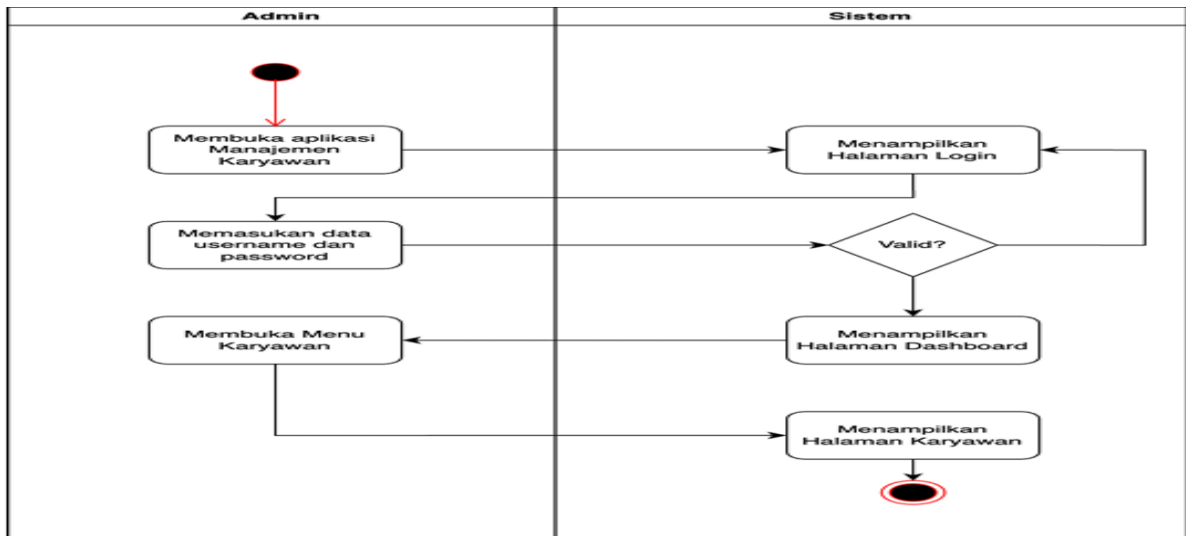 Admin
Sistem
Membuka aplikasi
Manajemen
Karyawan
Menampilkan
Halaman Login
Memasukan data
username dan
password
Valid?
Membuka Menu
Karyawan
Menampilkan
Halaman Dashboard
Menampilkan
Halaman Karyawan